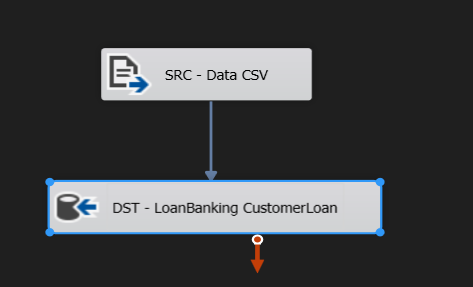 SRC - Data CSV
DST - LoanBanking CustomerLoan